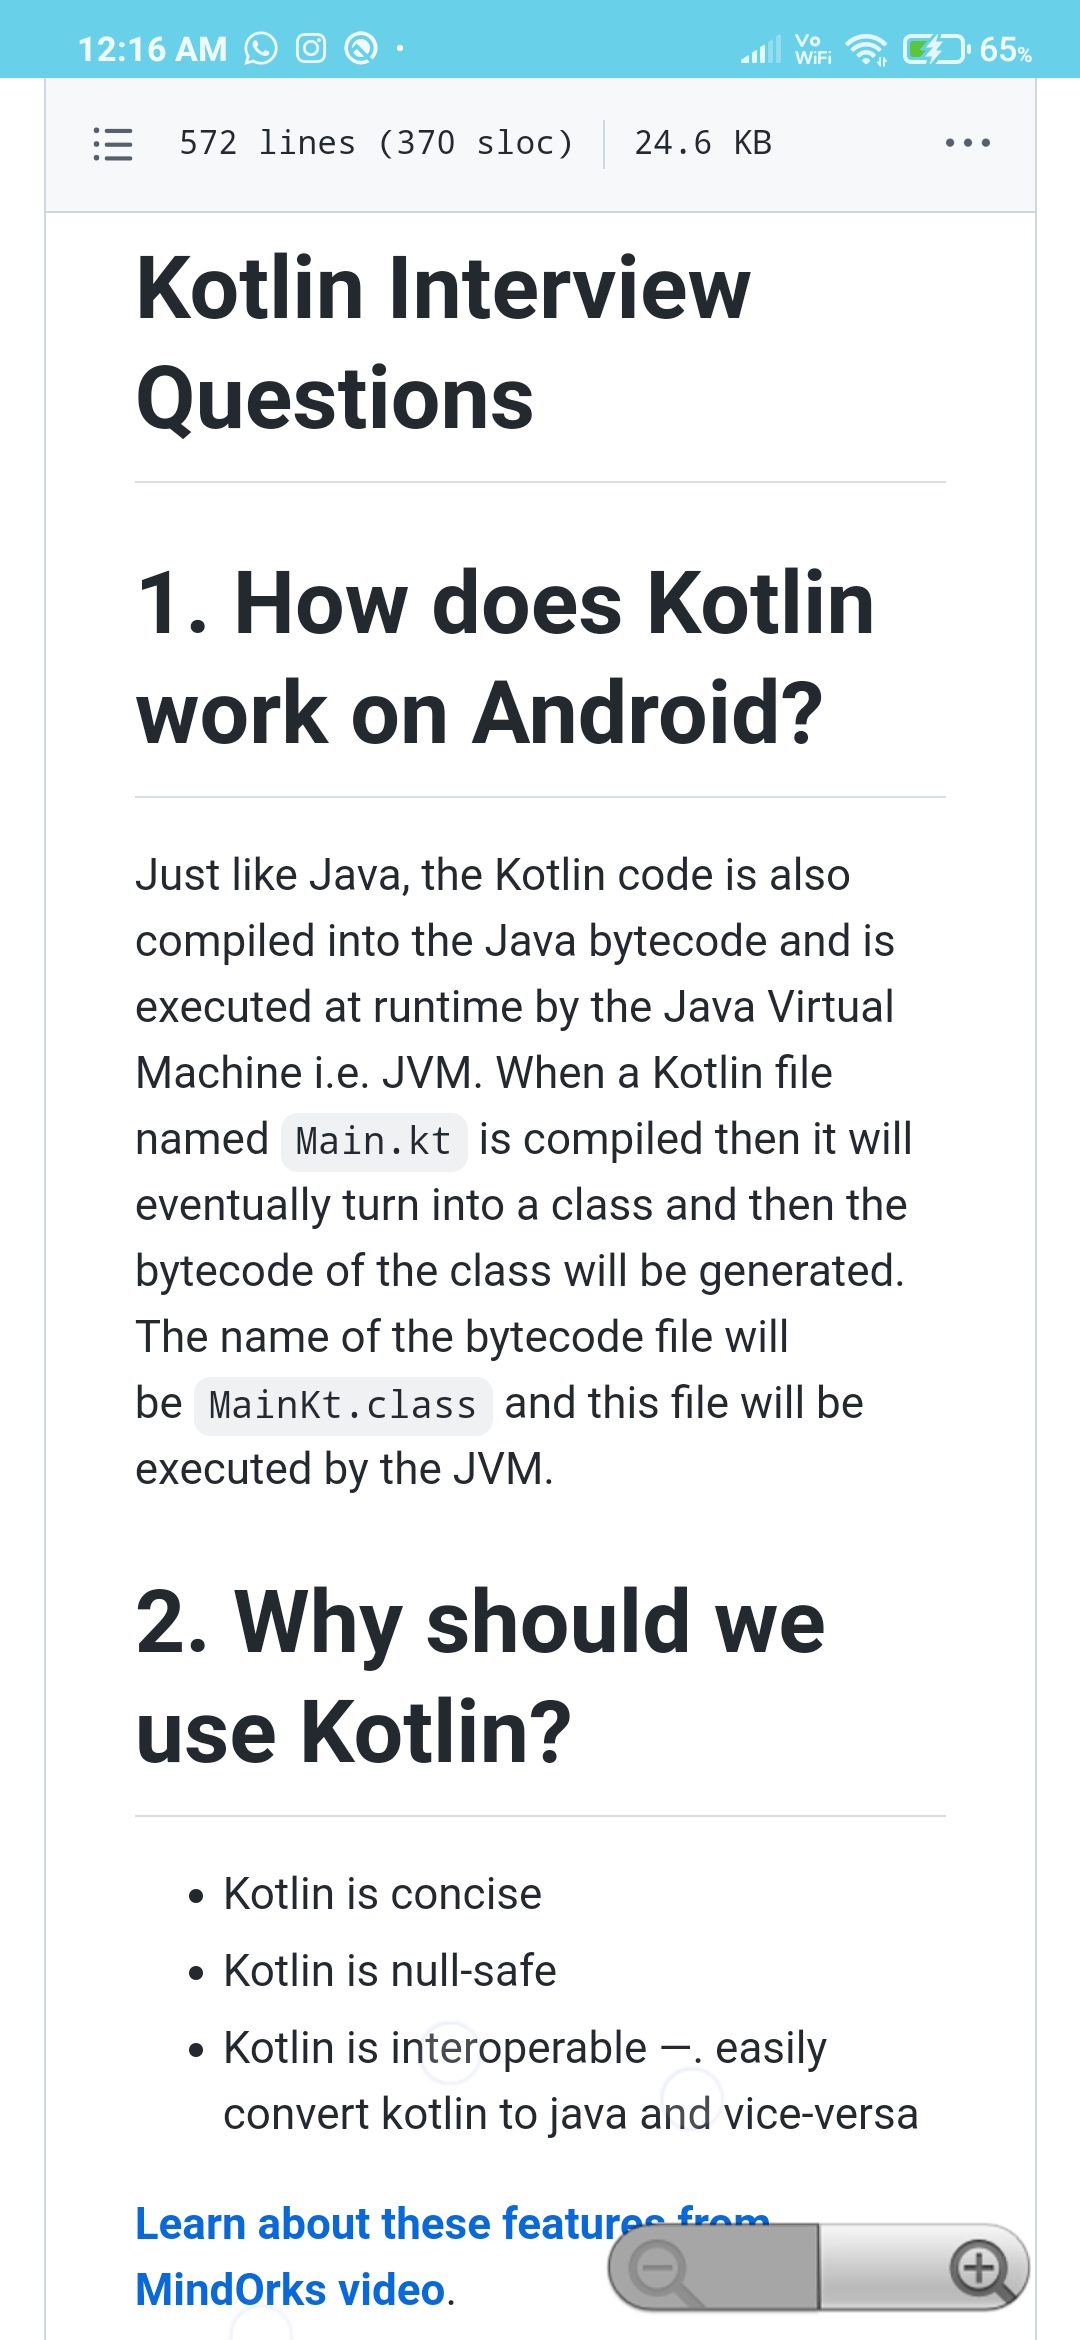 12:16 AM Vo WiFi 65%
572 lines (370 sloc) 24.6 KB
Kotlin Interview
Questions
1. How does Kotlin
work on Android?
Just like Java, the Kotlin code is also
compiled into the Java bytecode and is
executed at runtime by the Java Virtual
Machine i.e. JVM. When a Kotlin file
named Main.kt is compiled then it will
eventually turn into a class and then the
bytecode of the class will be generated.
The name of the bytecode file will
be MainKt.class and this file will be
executed by the JVM.
2. Why should we
use Kotlin?
• Kotlin is concise
• Kotlin is null-safe
• Kotlin is interoperable –. easily
convert kotlin to java and vice-versa
Learn about these features from
MindOrks video.